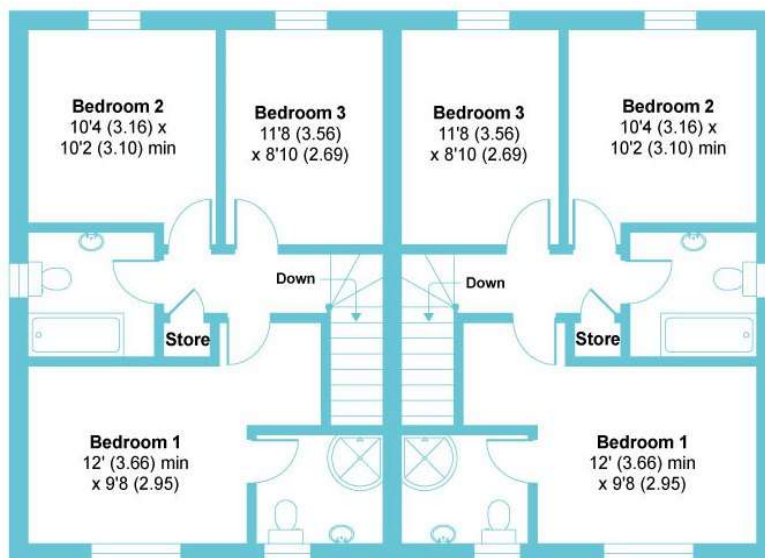 Bedroom 2
10'4 (3.16) x
10'2 (3.10) min
Bedroom 3
11'8 (3.56)
x 8'10 (2.69)
Bedroom 3
11'8 (3.56)
x 8'10 (2.69)
Bedroom 2
10'4 (3.16) x
10'2 (3.10) min
Down
Down
Store
Store
Bedroom 1
12' (3.66) min
x 9'8 (2.95)
Bedroom 1
12' (3.66) min
x 9'8 (2.95)